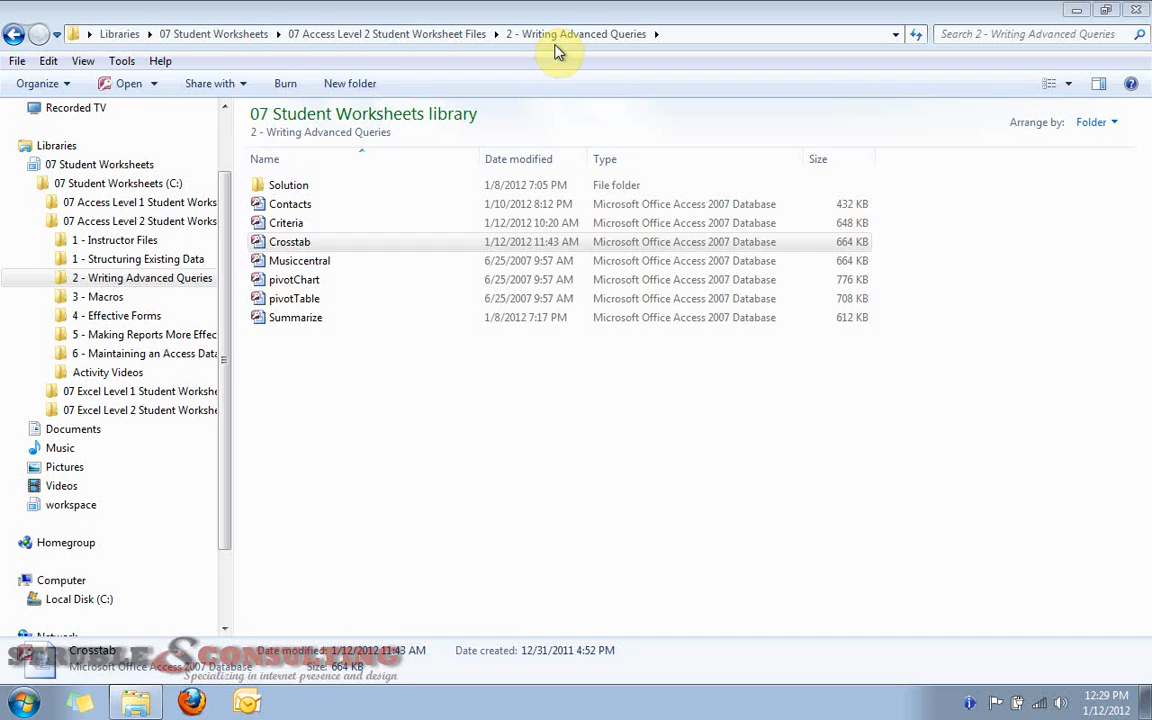 Libraries 07 Student Worksheets 07 Access Level 2 Student Worksheet Files 2 - Writing Advanced Queries Search 2 - Writing Advanced Queries
File Edit View Tools Help
Organize Open Share with Burn New folder
Recorded TV
Libraries
07 Student Worksheets
07 Student Worksheets (C:)
07 Access Level 1 Student Works
07 Access Level 2 Student Works
1 - Instructor Files
1 - Structuring Existing Data
2 - Writing Advanced Queries
3 - Macros
4 - Effective Forms
5 - Making Reports More Effec
6 - Maintaining an Access Data
Activity Videos
07 Excel Level 1 Student Workshe
07 Excel Level 2 Student Workshe
Documents
Music
Pictures
Videos
workspace
Homegroup
Computer
Local Disk (C:)
Network
07 Student Worksheets library
2 - Writing Advanced Queries
Arrange by: Folder
Name Date modified Type Size
Solution 1/8/2012 7:05 PM File folder
Contacts 1/10/2012 8:12 PM Microsoft Office Access 2007 Database 432 KB
Criteria 1/12/2012 10:20 AM Microsoft Office Access 2007 Database 648 KB
Crosstab 1/12/2012 11:43 AM Microsoft Office Access 2007 Database 664 KB
Musiccentral 6/25/2007 9:57 AM Microsoft Office Access 2007 Database 664 KB
pivotChart 6/25/2007 9:57 AM Microsoft Office Access 2007 Database 776 KB
pivotTable 6/25/2007 9:57 AM Microsoft Office Access 2007 Database 708 KB
Summarize 1/8/2012 7:17 PM Microsoft Office Access 2007 Database 612 KB
Crosstab Date modified: 1/12/2012 11:43 AM Date created: 12/31/2011 4:52 PM
Microsoft Office Access 2007 Database Size: 664 KB
CONSULTING
Specializing in internet presence and design
12:29 PM
1/12/2012